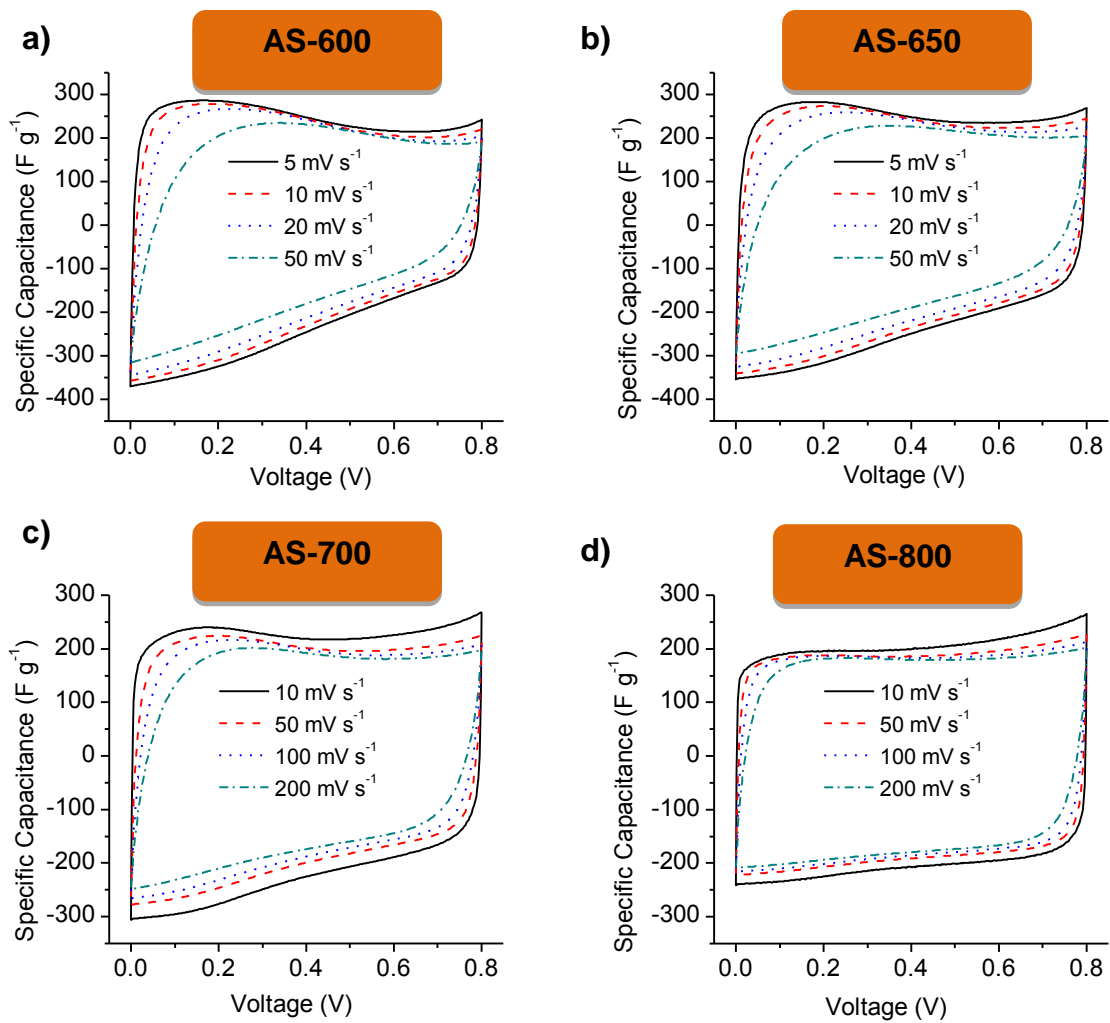 a)
AS-600
Specific Capacitance (F g⁻¹)
300
200
100
0
-100
-200
-300
-400
5 mV s⁻¹
10 mV s⁻¹
20 mV s⁻¹
50 mV s⁻¹
0.0 0.2 0.4 0.6 0.8
Voltage (V)
b)
AS-650
Specific Capacitance (F g⁻¹)
300
200
100
0
-100
-200
-300
-400
5 mV s⁻¹
10 mV s⁻¹
20 mV s⁻¹
50 mV s⁻¹
0.0 0.2 0.4 0.6 0.8
Voltage (V)
c)
AS-700
Specific Capacitance (F g⁻¹)
300
200
100
0
-100
-200
-300
10 mV s⁻¹
50 mV s⁻¹
100 mV s⁻¹
200 mV s⁻¹
0.0 0.2 0.4 0.6 0.8
Voltage (V)
d)
AS-800
Specific Capacitance (F g⁻¹)
300
200
100
0
-100
-200
-300
10 mV s⁻¹
50 mV s⁻¹
100 mV s⁻¹
200 mV s⁻¹
0.0 0.2 0.4 0.6 0.8
Voltage (V)